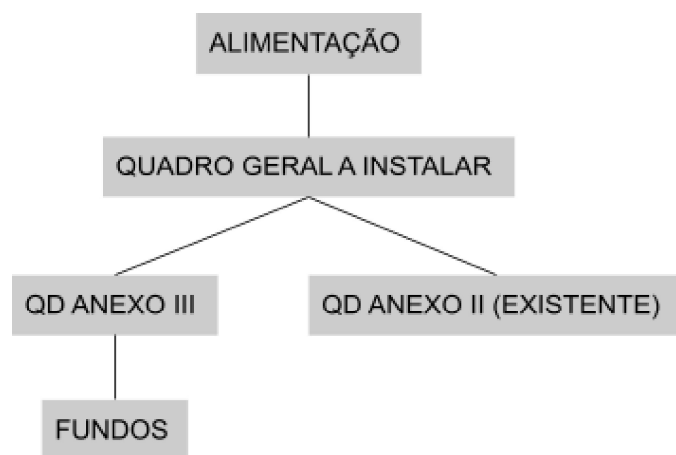 ALIMENTAÇÃO
QUADRO GERAL A INSTALAR
QD ANEXO III
QD ANEXO II (EXISTENTE)
FUNDOS